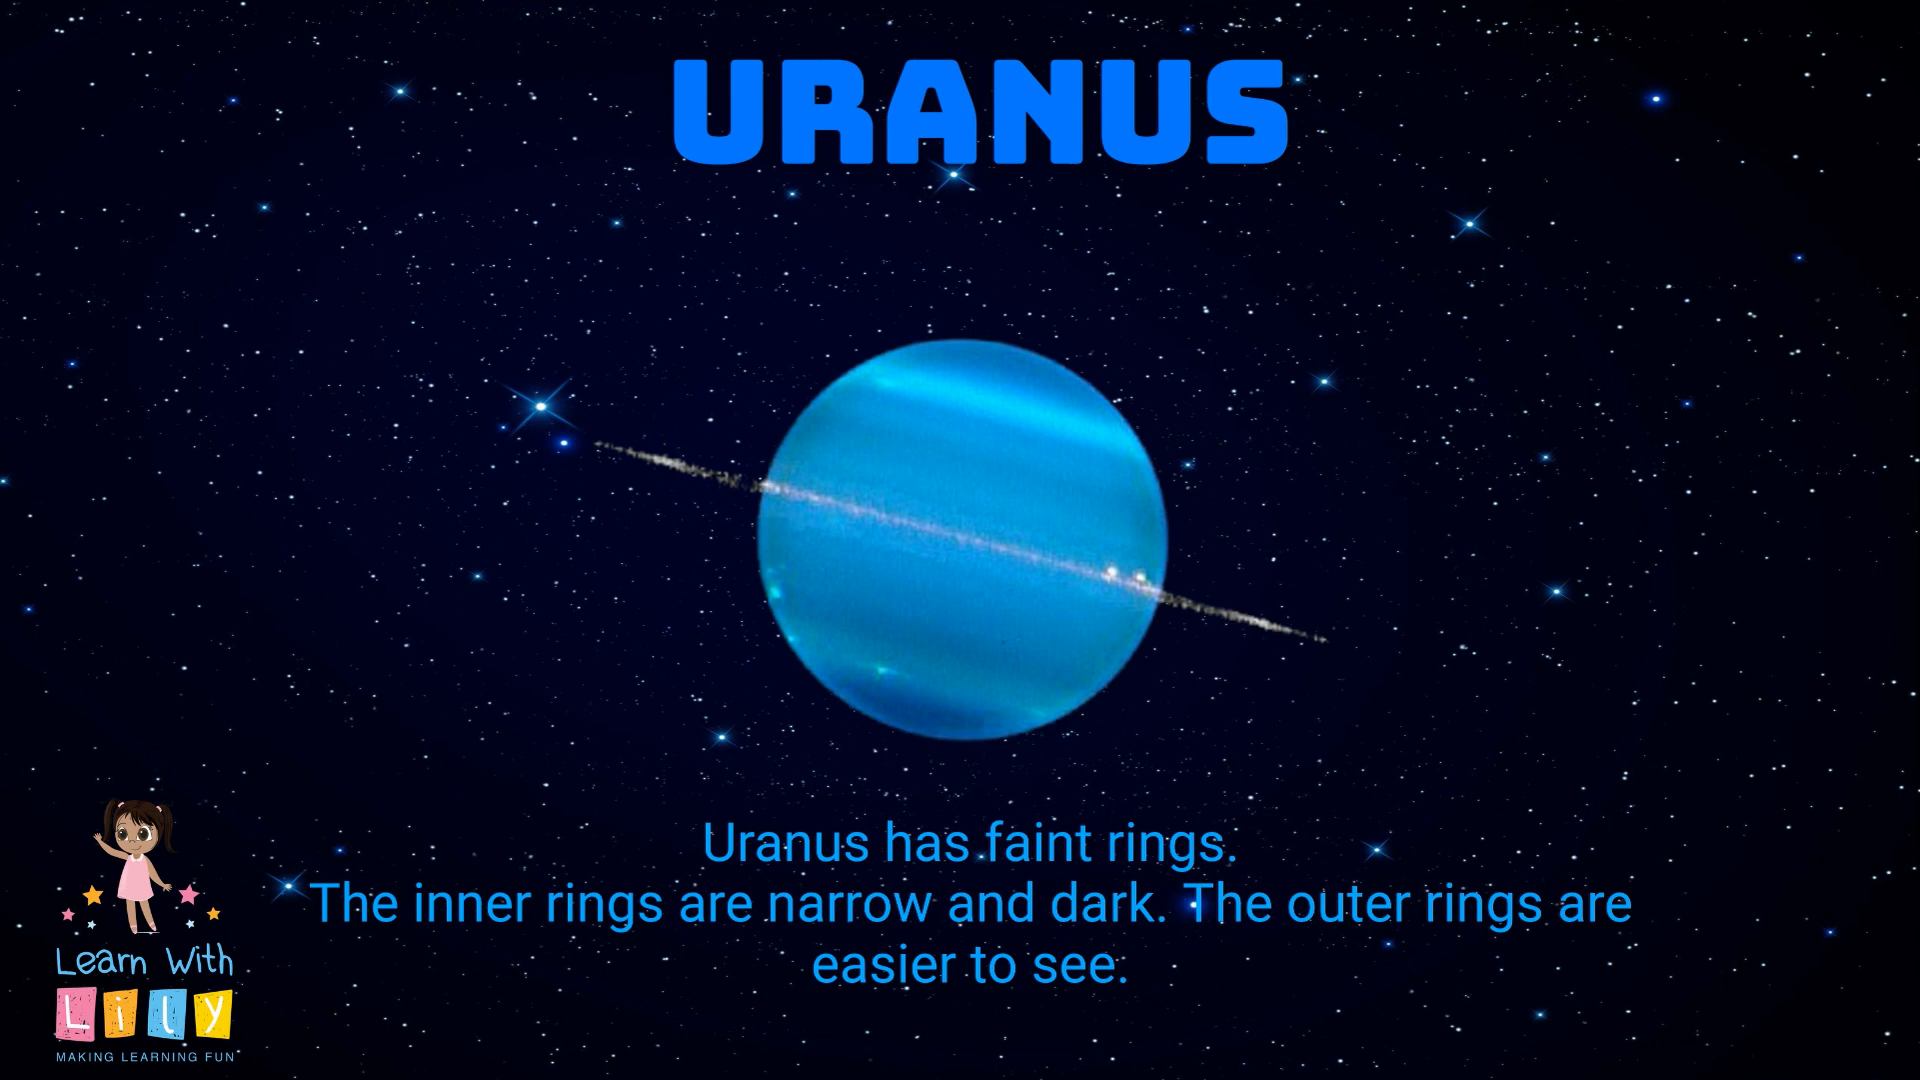 URANUS
Uranus has faint rings.
The inner rings are narrow and dark. The outer rings are
easier to see.
Learn With
Lily
MAKING LEARNING FUN